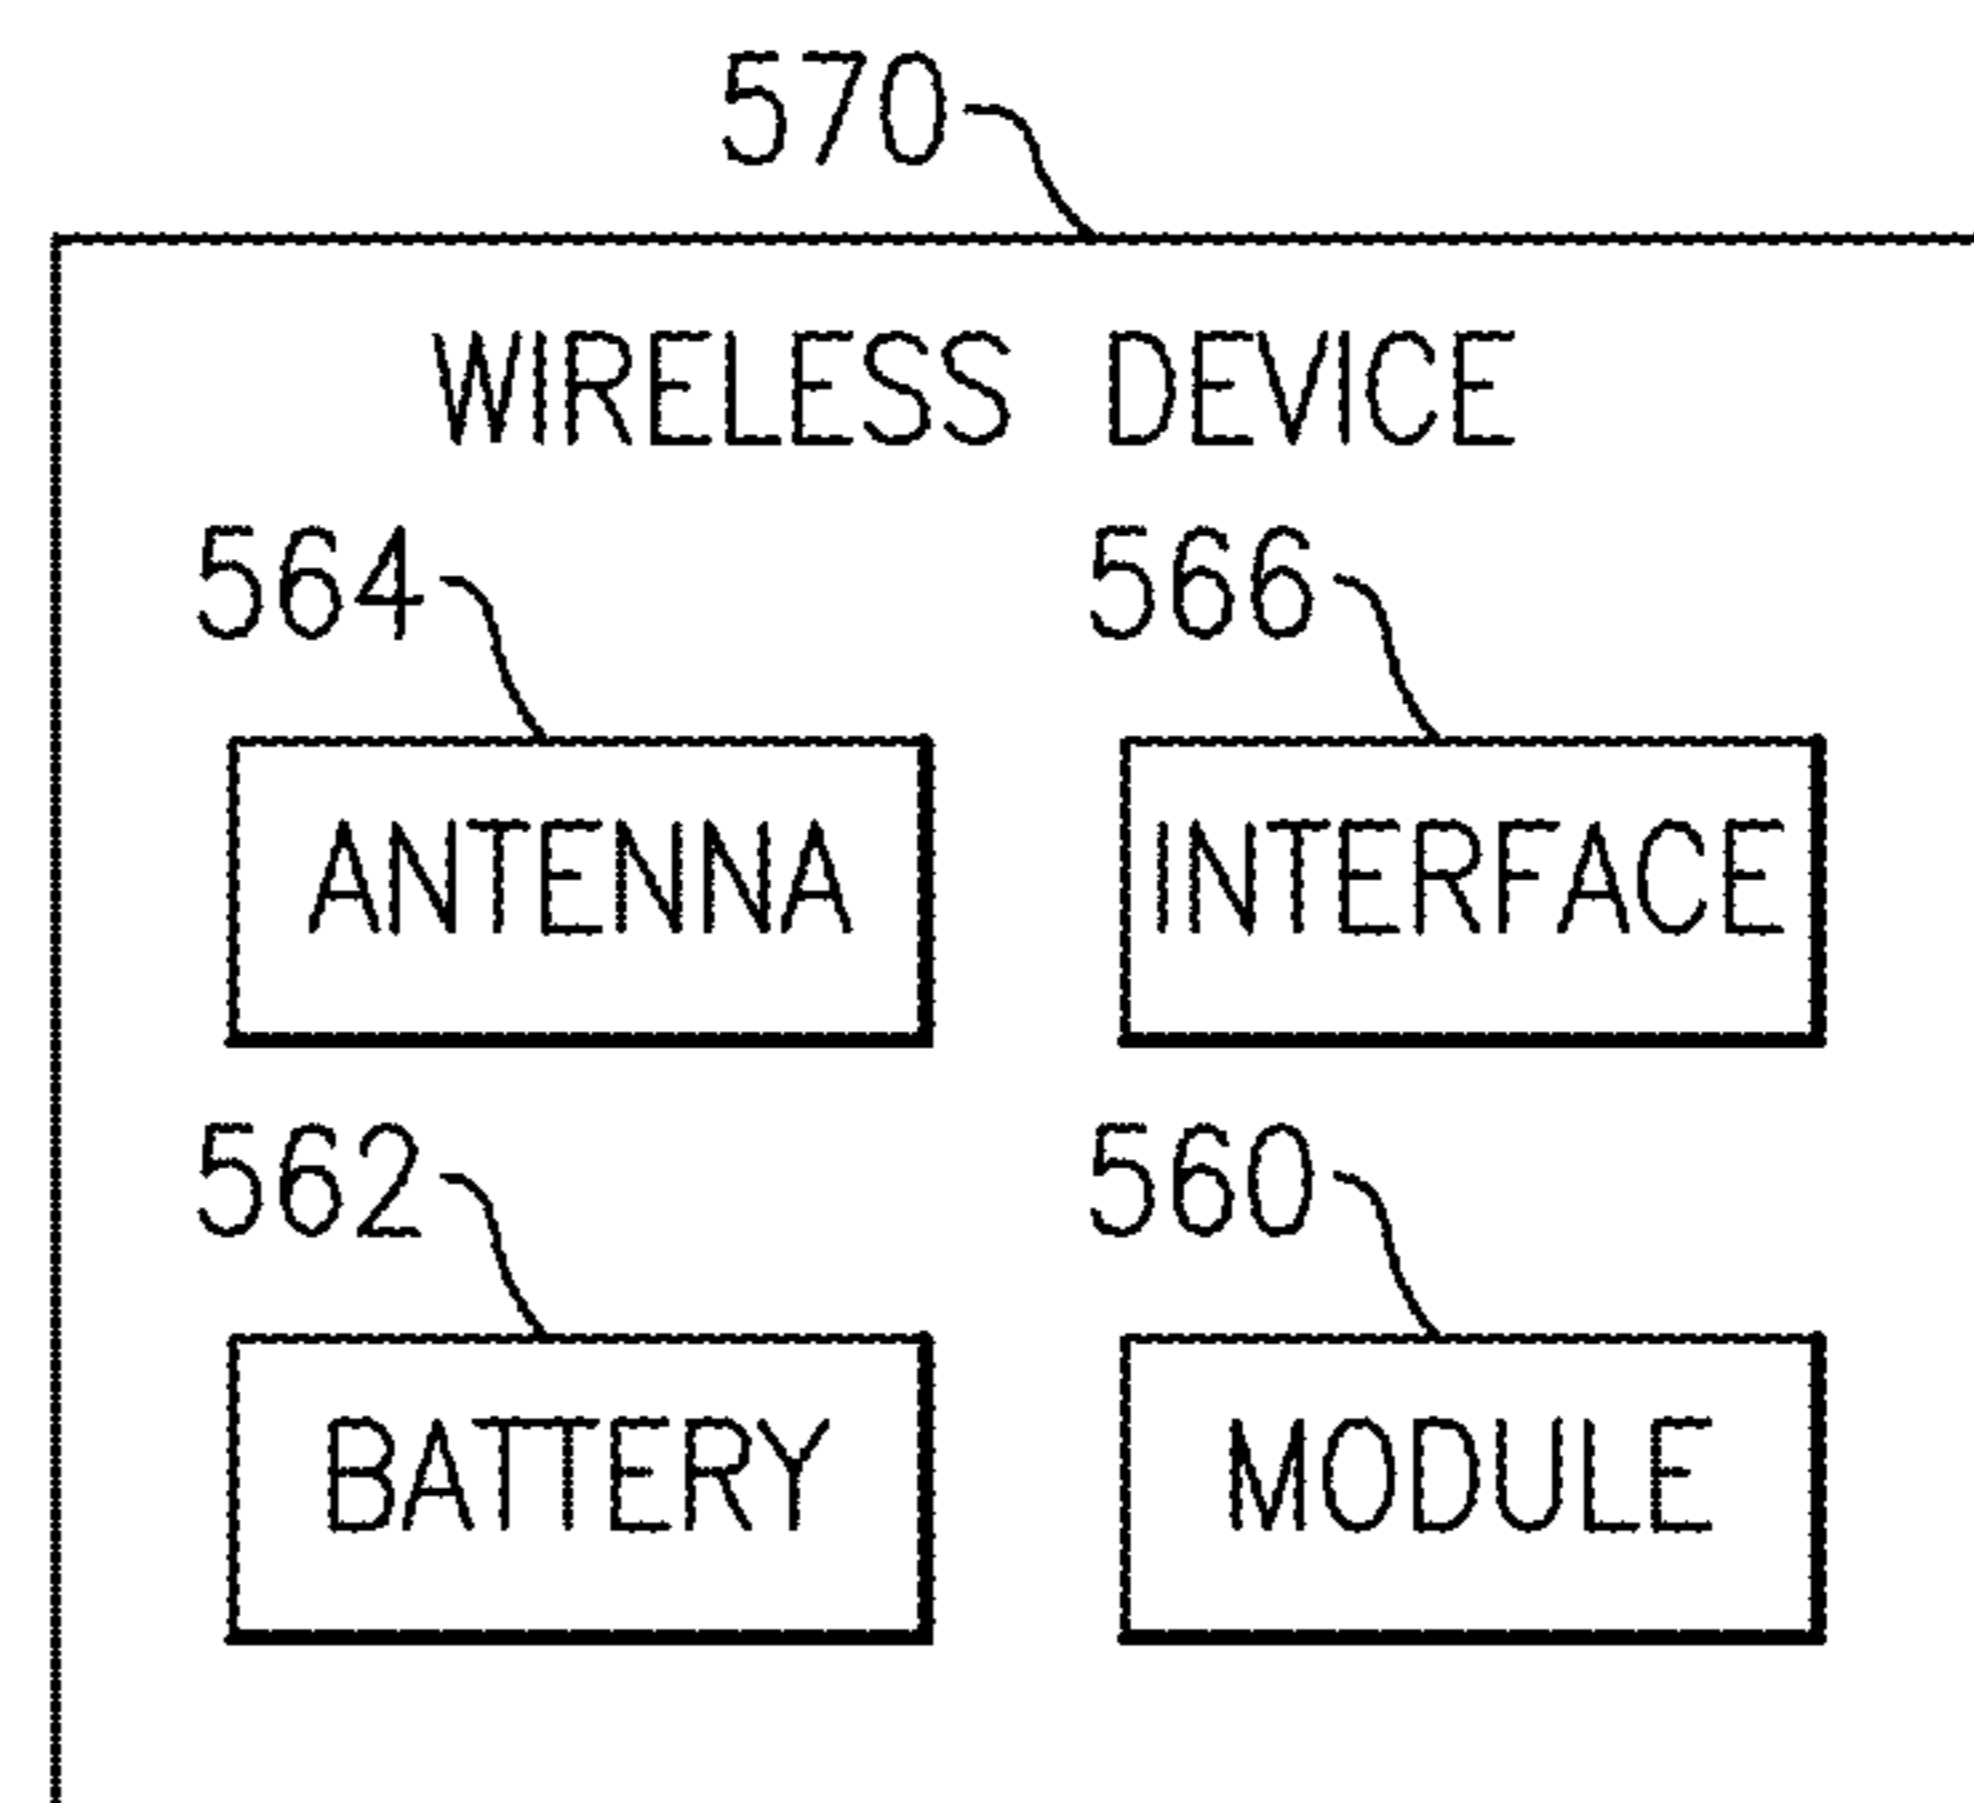 570
WIRELESS DEVICE
564 566
ANTENNA INTERFACE
562 560
BATTERY MODULE